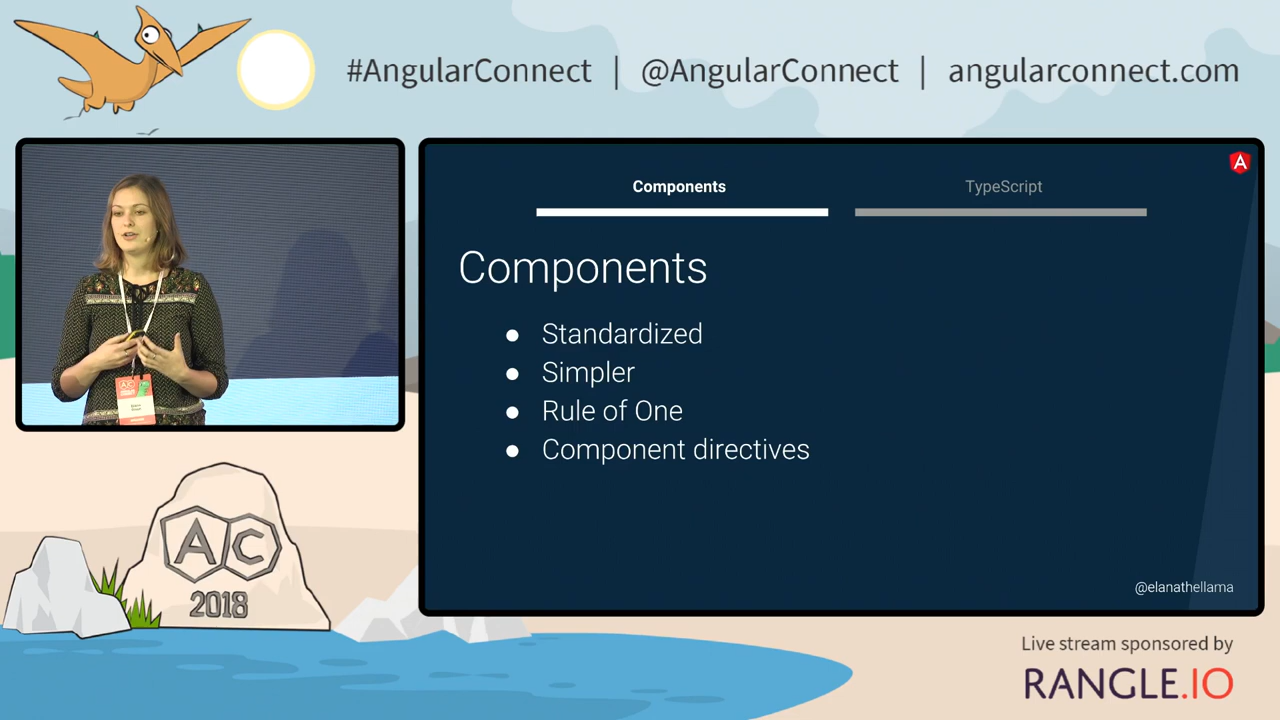 #AngularConnect | @AngularConnect | angularconnect.com
A
Components
TypeScript
Components
● Standardized
● Simpler
● Rule of One
● Component directives
@elanathellama
AC
AC
2018
Live stream sponsored by
RANGLE.IO